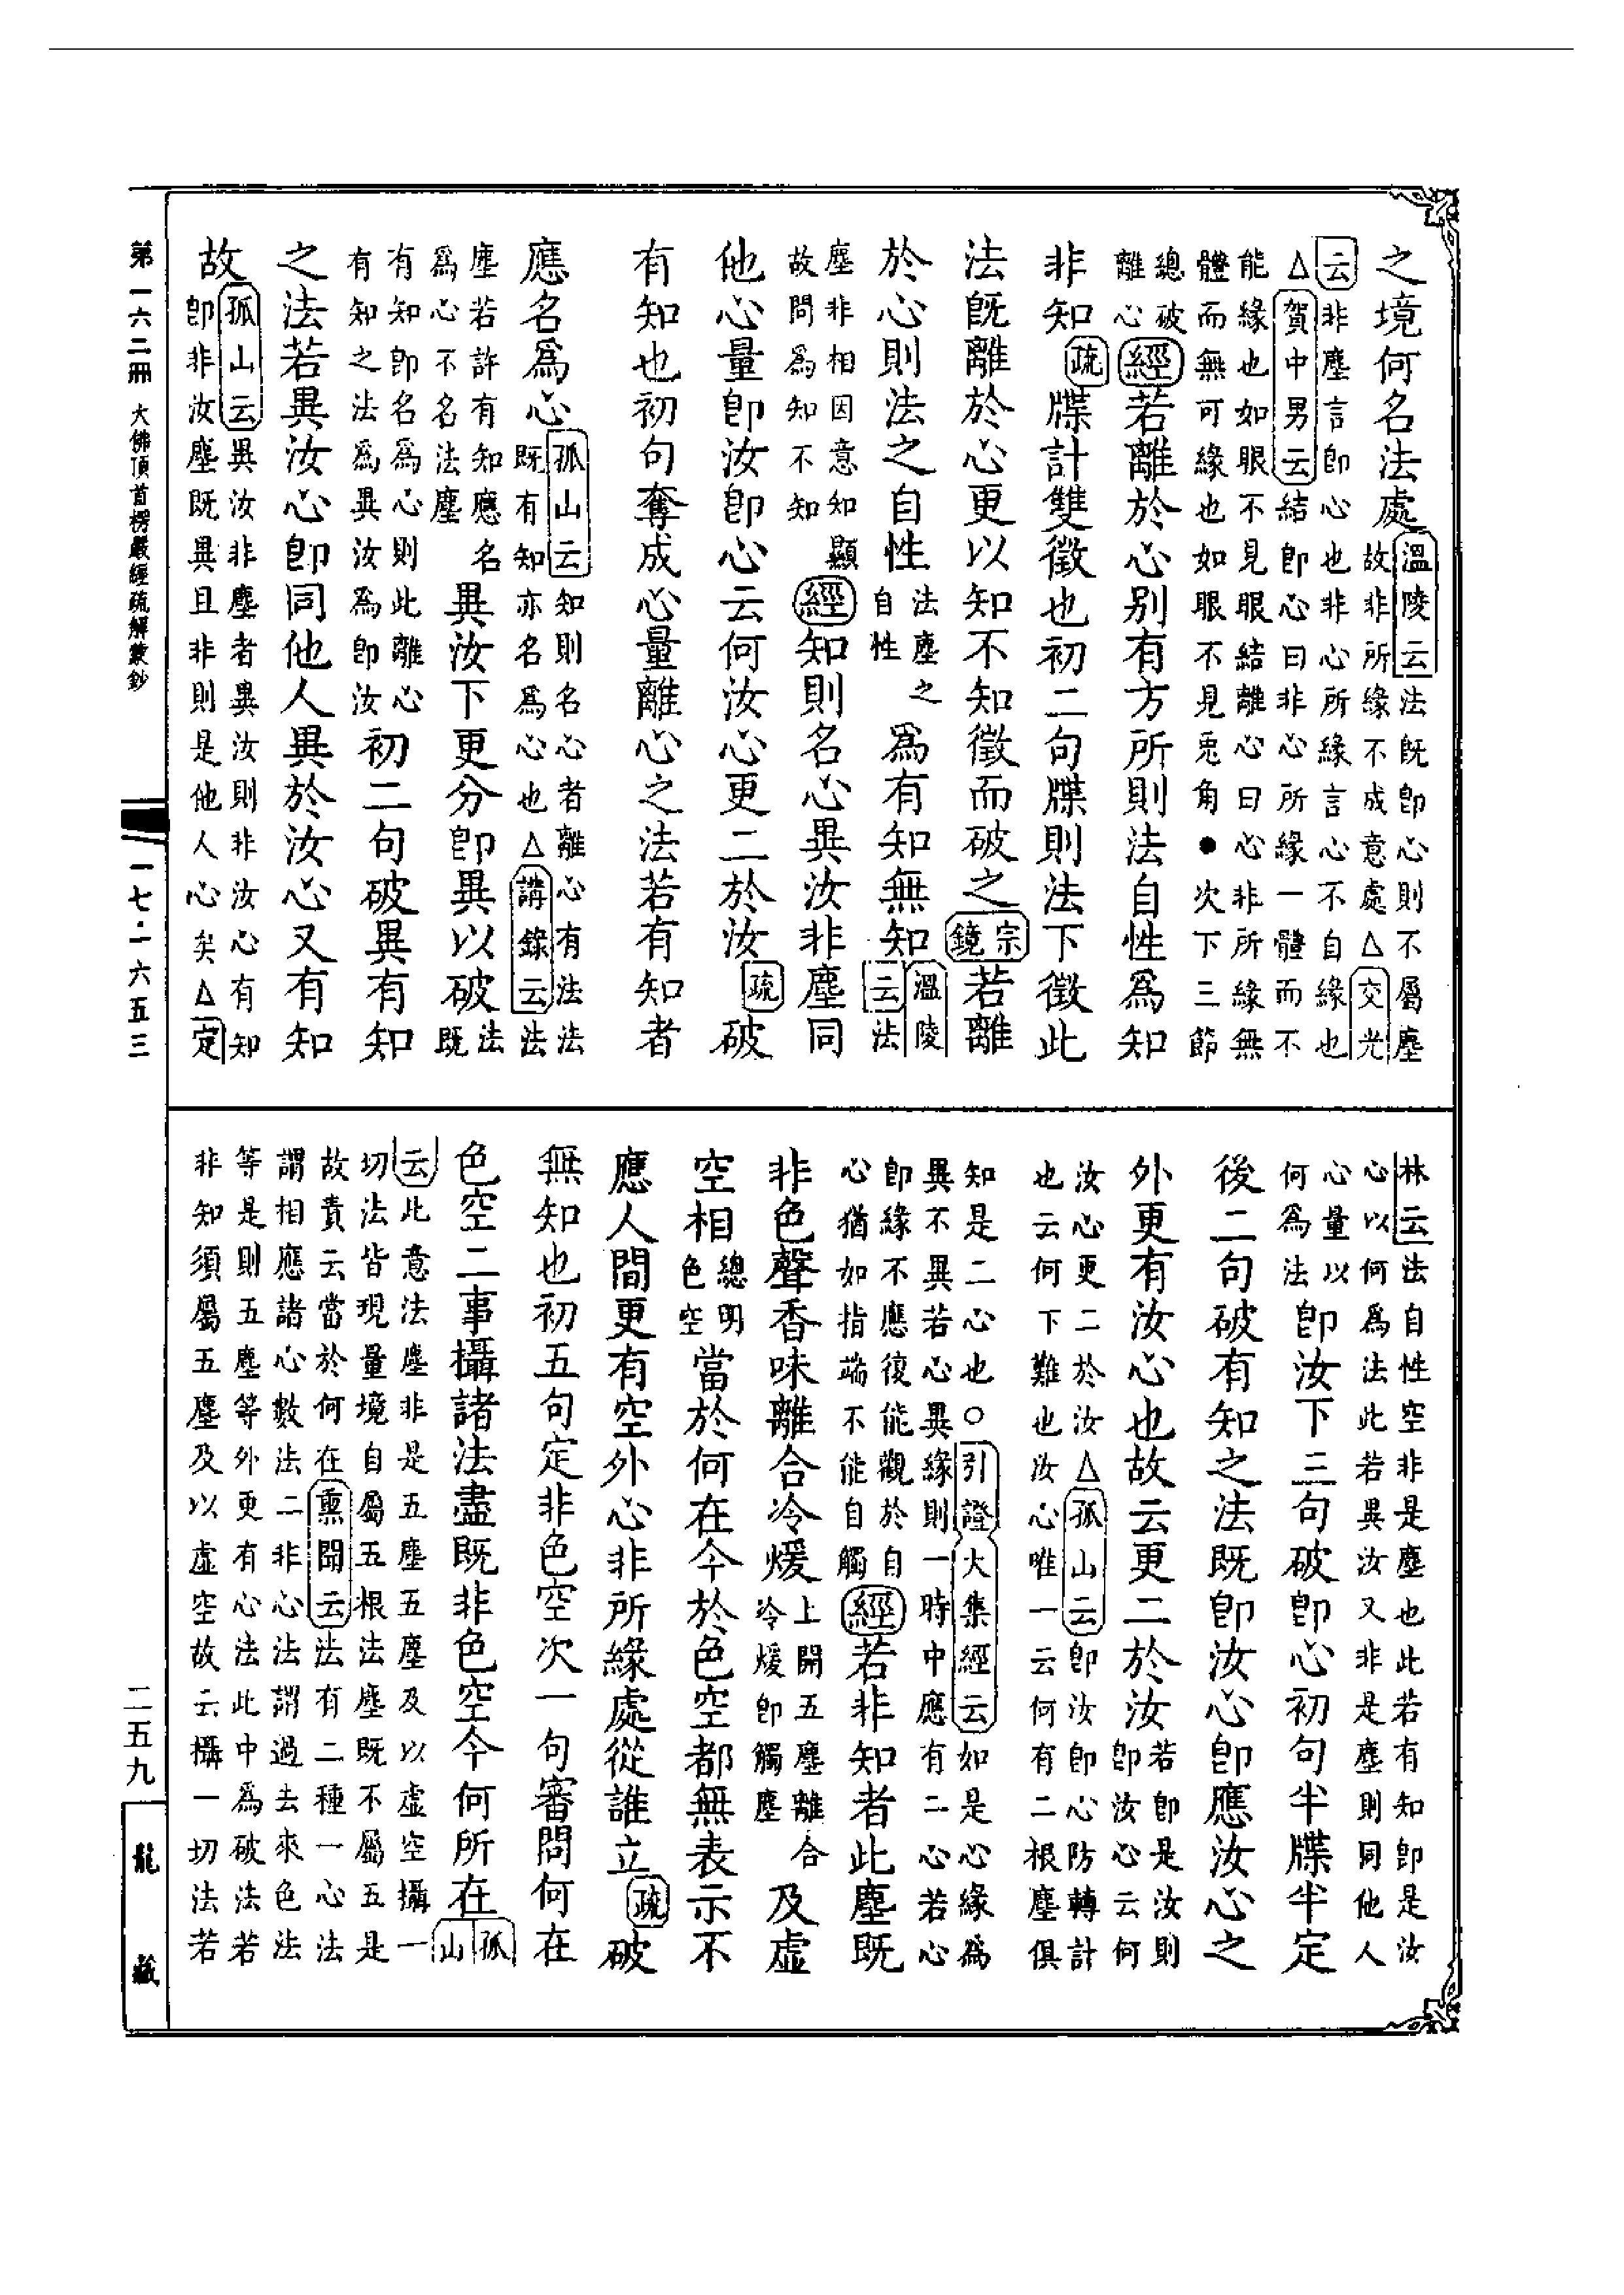 之境何名法處溫陵云法既即心則不屬塵
故非所緣不成意處△交光
云非塵言即心也非心所緣言心不自緣也
△賀中男云結即心曰非心所緣一體而不
能緣也如眼不見眼結離心曰心非所緣無
體而無可緣也如眼不見兎角●次下三節
總破
離心
經若離於心別有方所則法自性為知
非知疏牒計雙徵也初二句牒則法下徵此
法既離於心更以知不知徵而破之宗鏡若離
於心則法之自性
法塵之
自性
為有知無知
溫陵
云法
塵非相因意知顯
故問為知不知
經知則名心異汝非塵同
他心量即汝即心云何汝心更二於汝疏破
有知也初句奪成心量離心之法若有知者
應名為心
孤山云知則名心者離心有法法
既有知亦名為心也△講錄云法
塵若許有知應名
為心不名法塵
異汝下更分即異以破
法
既
有知即名為心則此離心
有知之法為異汝為即汝
初二句破異有知
之法若異汝心即同他人異於汝心又有知
故
孤山云異汝非塵者異汝則非汝心有知
即非汝塵既異且非則是他人心矣△定
林云法自性空非是塵也此若有知即是汝
心以何為法此若異汝又非是塵則同他人
心量以
何為法
即汝下三句破即心初句半牒半定
後二句破有知之法既即汝心即應汝心之
外更有汝心也故云更二於汝
若即是汝則
即汝心云何
汝心更二於汝△孤山云即汝即心防轉計
也云何下難也汝心唯一云何有二根塵俱
知是二心也○引證大集經云如是心緣為
異不異若心異緣則一時中應有二心若心
即緣不應復能觀於自
心猶如指端不能自觸
經若非知者此塵既
非色聲香味離合冷煖
上開五塵離合
冷煖即觸塵
及虛
空相
總明
色空
當於何在今於色空都無表示不
應人間更有空外心非所緣處從誰立疏破
無知也初五句定非色空次一句審問何在
色空二事攝諸法盡既非色空今何所在
孤
山
云此意法塵非是五塵五塵及以虛空攝一
切法皆現量境自屬五根法塵既不屬五是
故責云當於何在熏聞云法有二種一心法
謂相應諸心數法二非心法謂過去來色法
等是則五塵等外更有心法此中為破法若
非知須屬五塵及以虛空故云攝一切法若
第一六二冊 大佛頂首楞嚴經疏解蒙鈔
一七·一六五三
二五九
龍藏